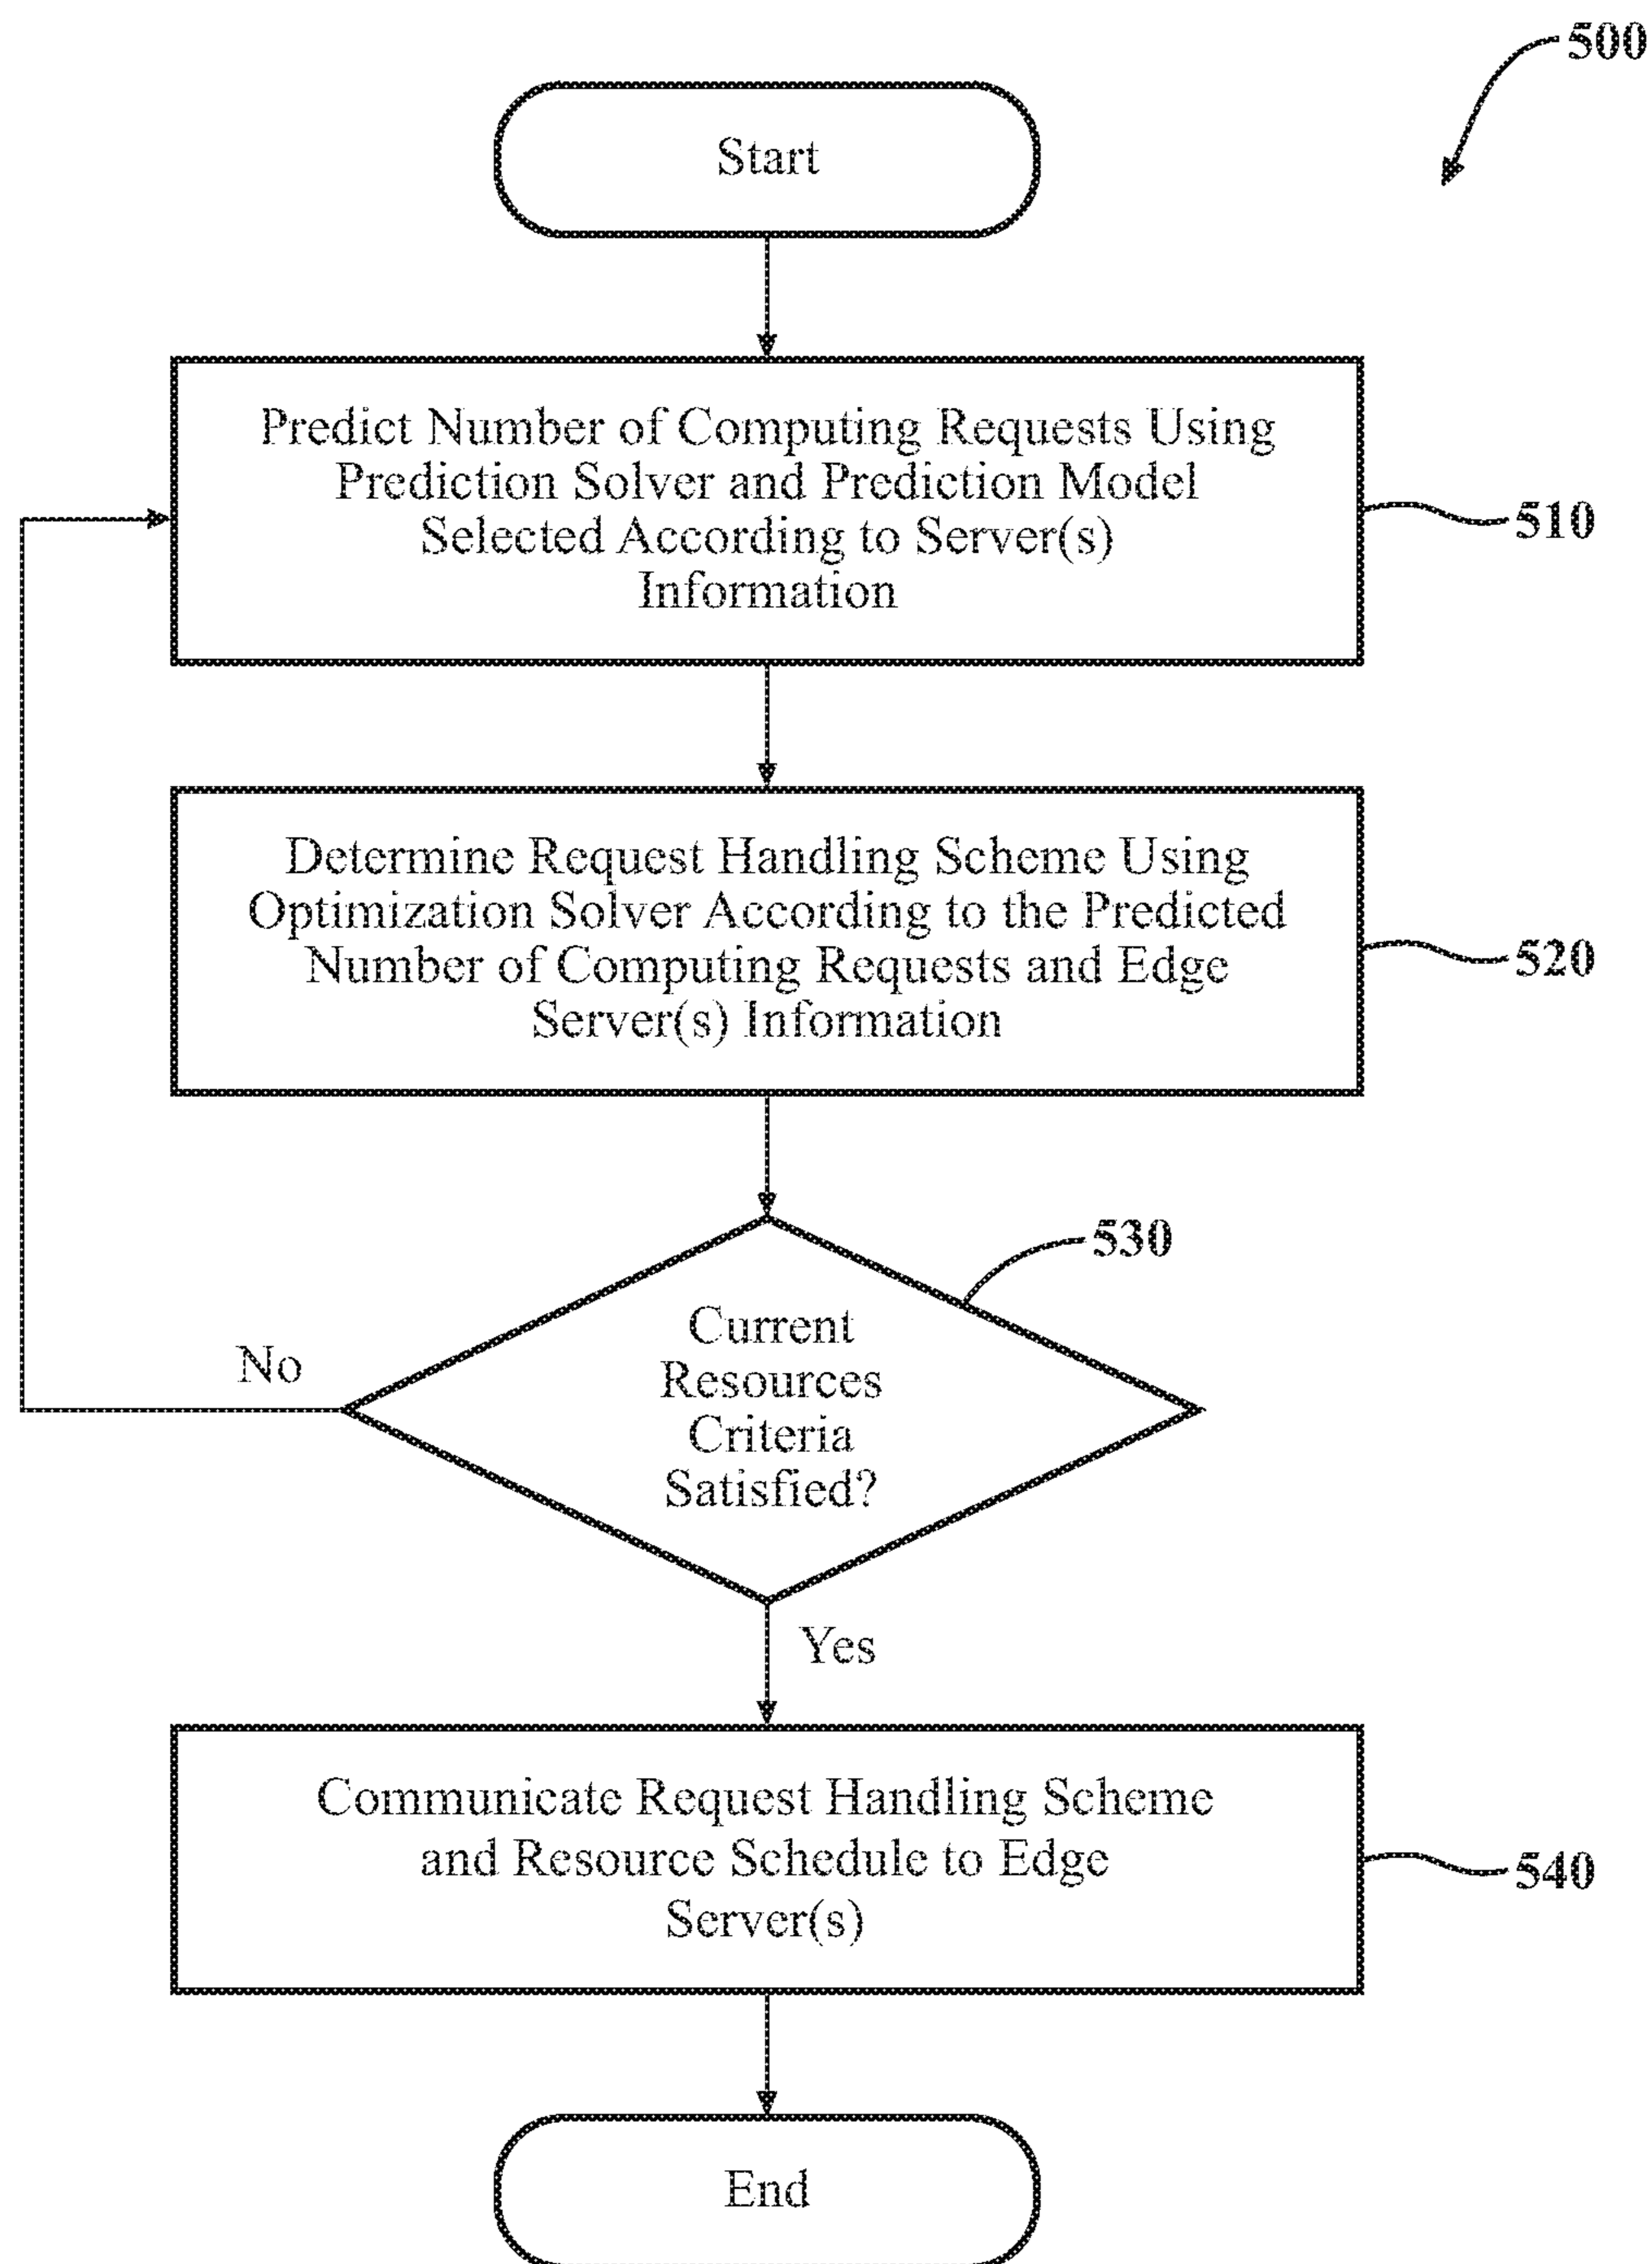 500
Start
Predict Number of Computing Requests Using
Prediction Solver and Prediction Model
Selected According to Server(s)
Information
510
Determine Request Handling Scheme Using
Optimization Solver According to the Predicted
Number of Computing Requests and Edge
Server(s) Information
520
530
Current
Resources
Criteria
Satisfied?
No
Yes
Communicate Request Handling Scheme
and Resource Schedule to Edge
Server(s)
540
End